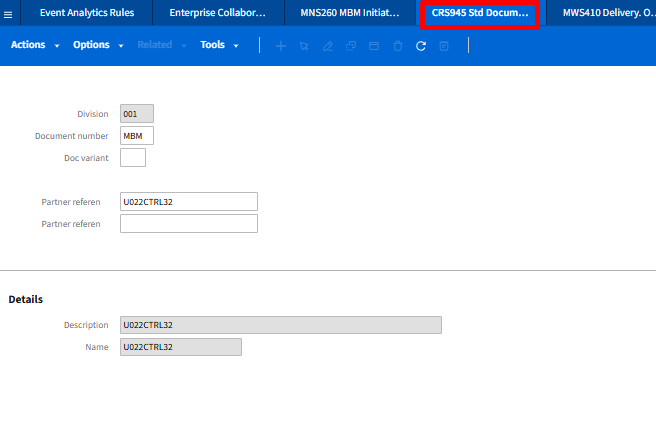 Event Analytics Rules
Enterprise Collabor...
MNS260 MBM Initiat...
CRS945 Std Docum...
MWS410 Delivery. O...
Actions
Options
Related
Tools
Division 001
Document number MBM
Doc variant
Partner referen U022CTRL32
Partner referen
Details
Description U022CTRL32
Name U022CTRL32